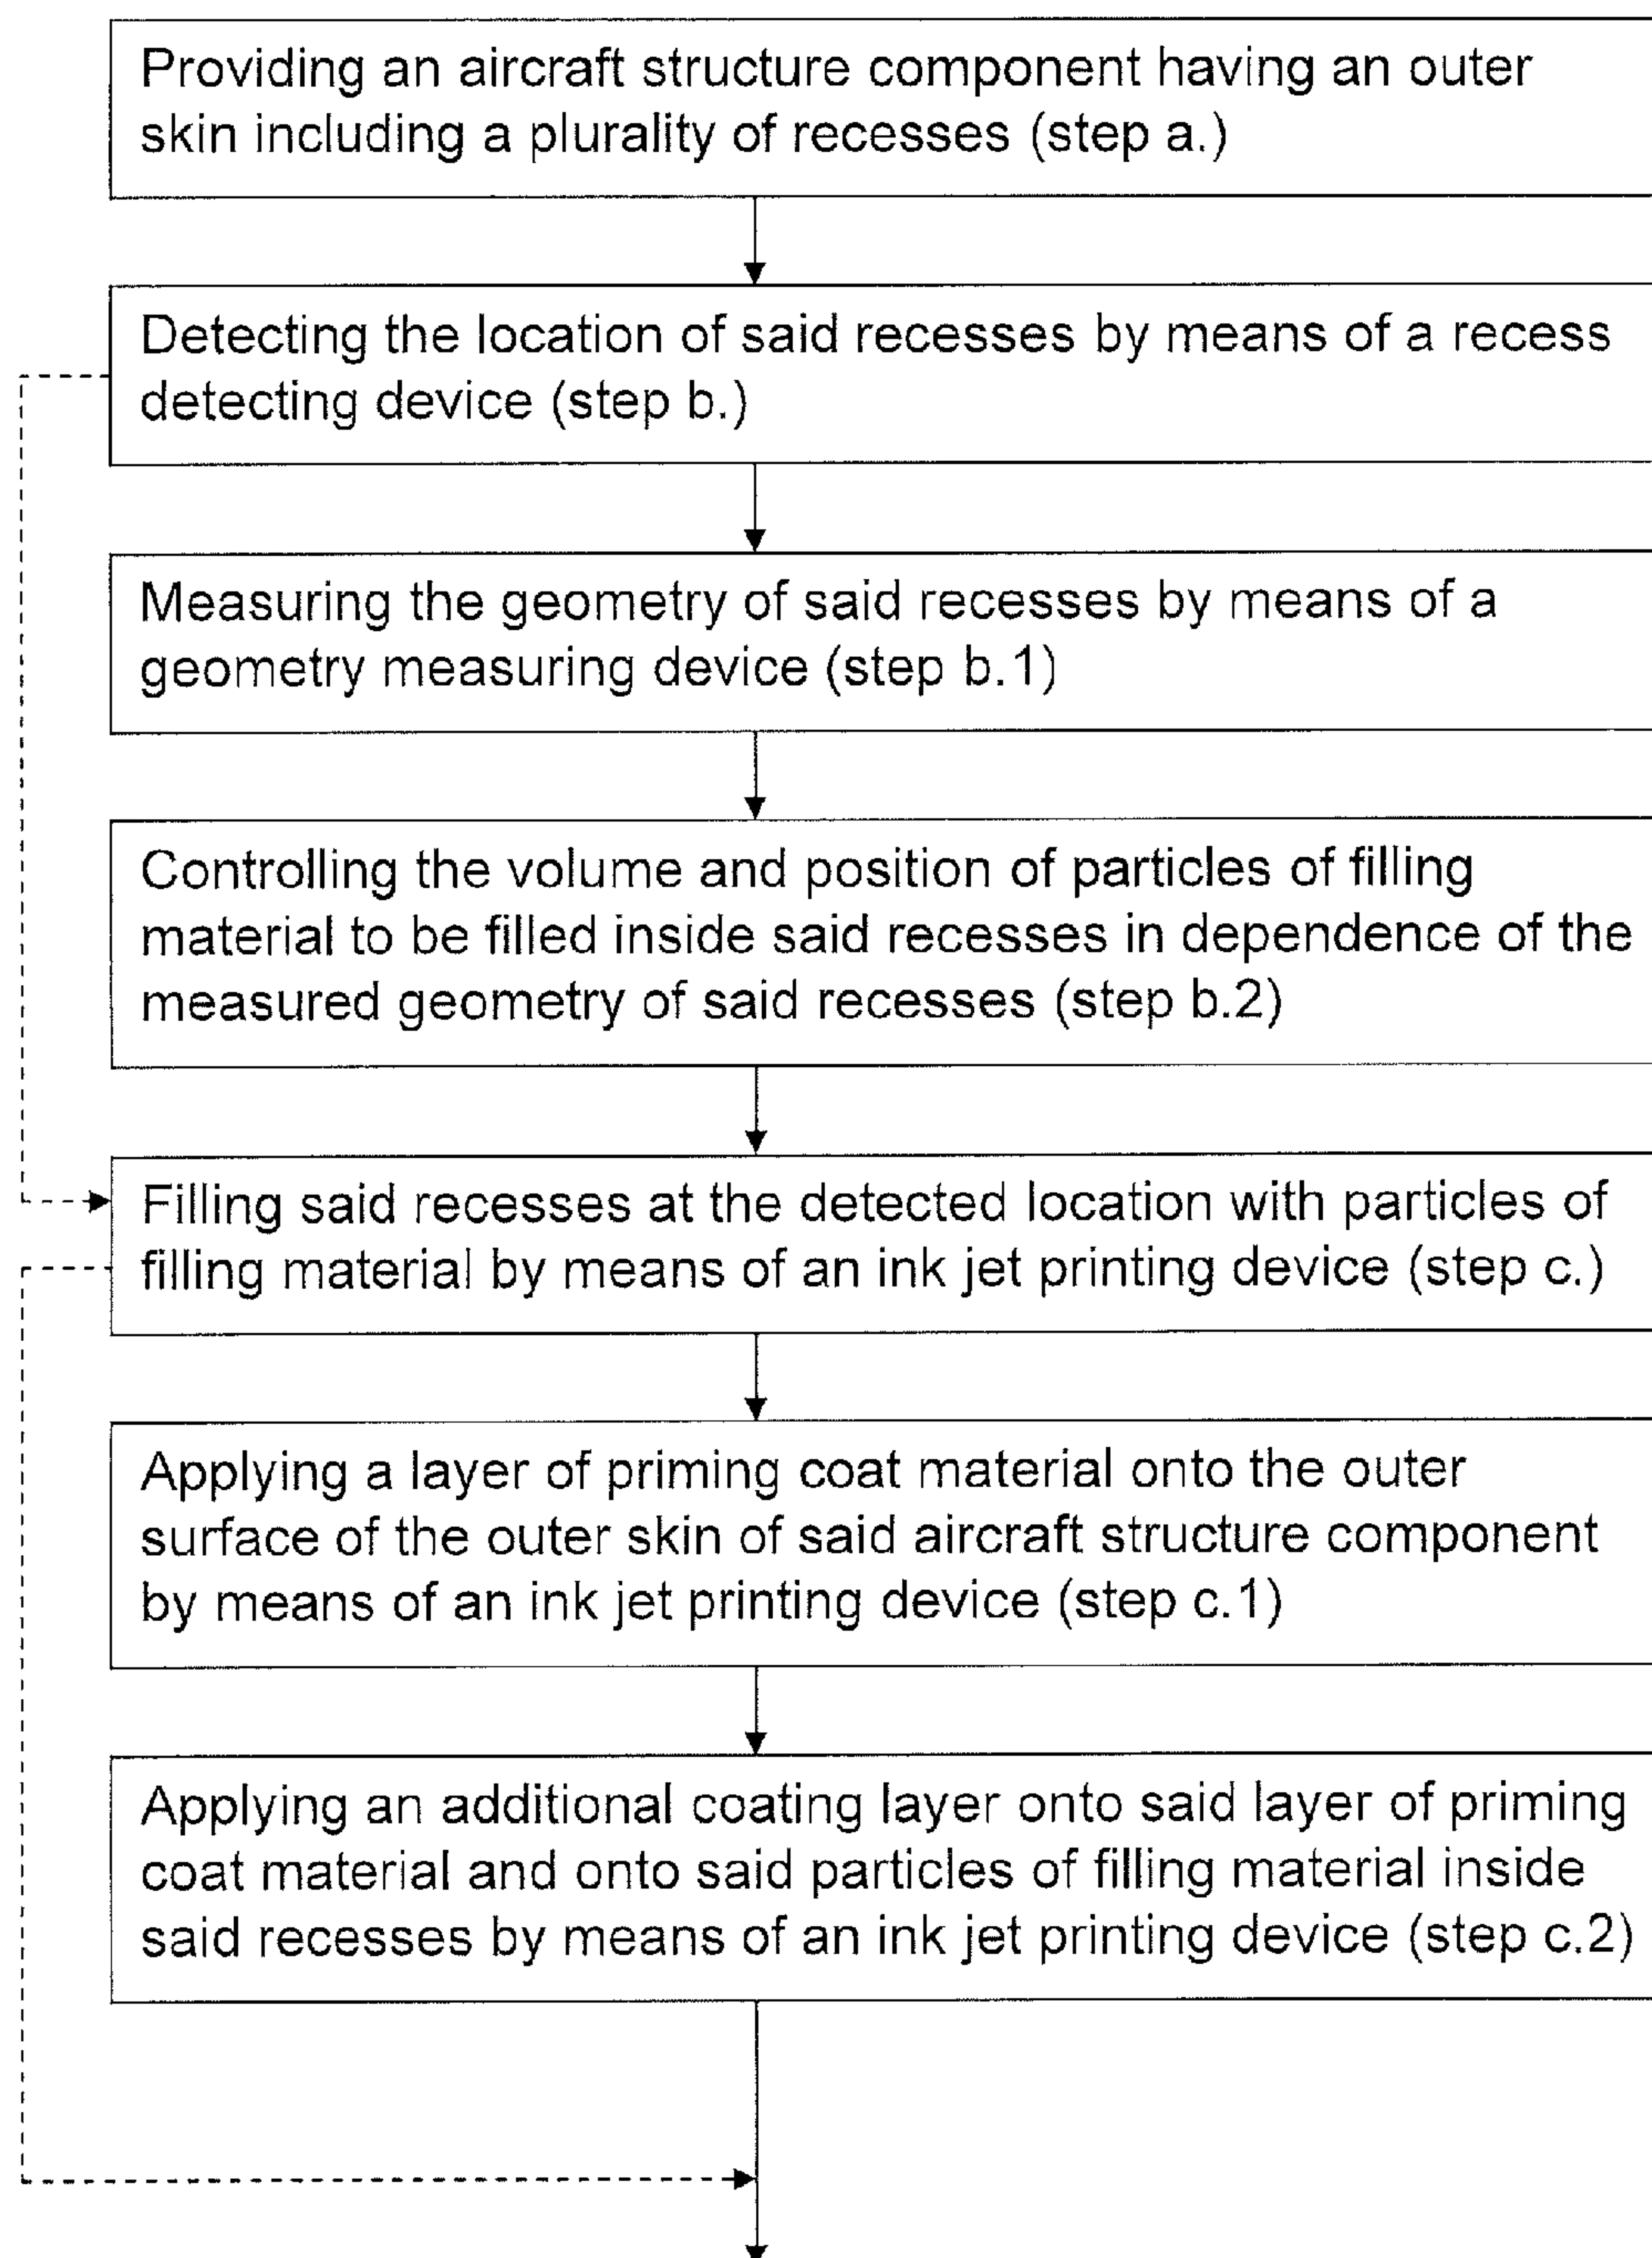 Providing an aircraft structure component having an outer
skin including a plurality of recesses (step a.)
Detecting the location of said recesses by means of a recess
detecting device (step b.)
Measuring the geometry of said recesses by means of a
geometry measuring device (step b.1)
Controlling the volume and position of particles of filling
material to be filled inside said recesses in dependence of the
measured geometry of said recesses (step b.2)
Filling said recesses at the detected location with particles of
filling material by means of an ink jet printing device (step c.)
Applying a layer of priming coat material onto the outer
surface of the outer skin of said aircraft structure component
by means of an ink jet printing device (step c.1)
Applying an additional coating layer onto said layer of priming
coat material and onto said particles of filling material inside
said recesses by means of an ink jet printing device (step c.2)